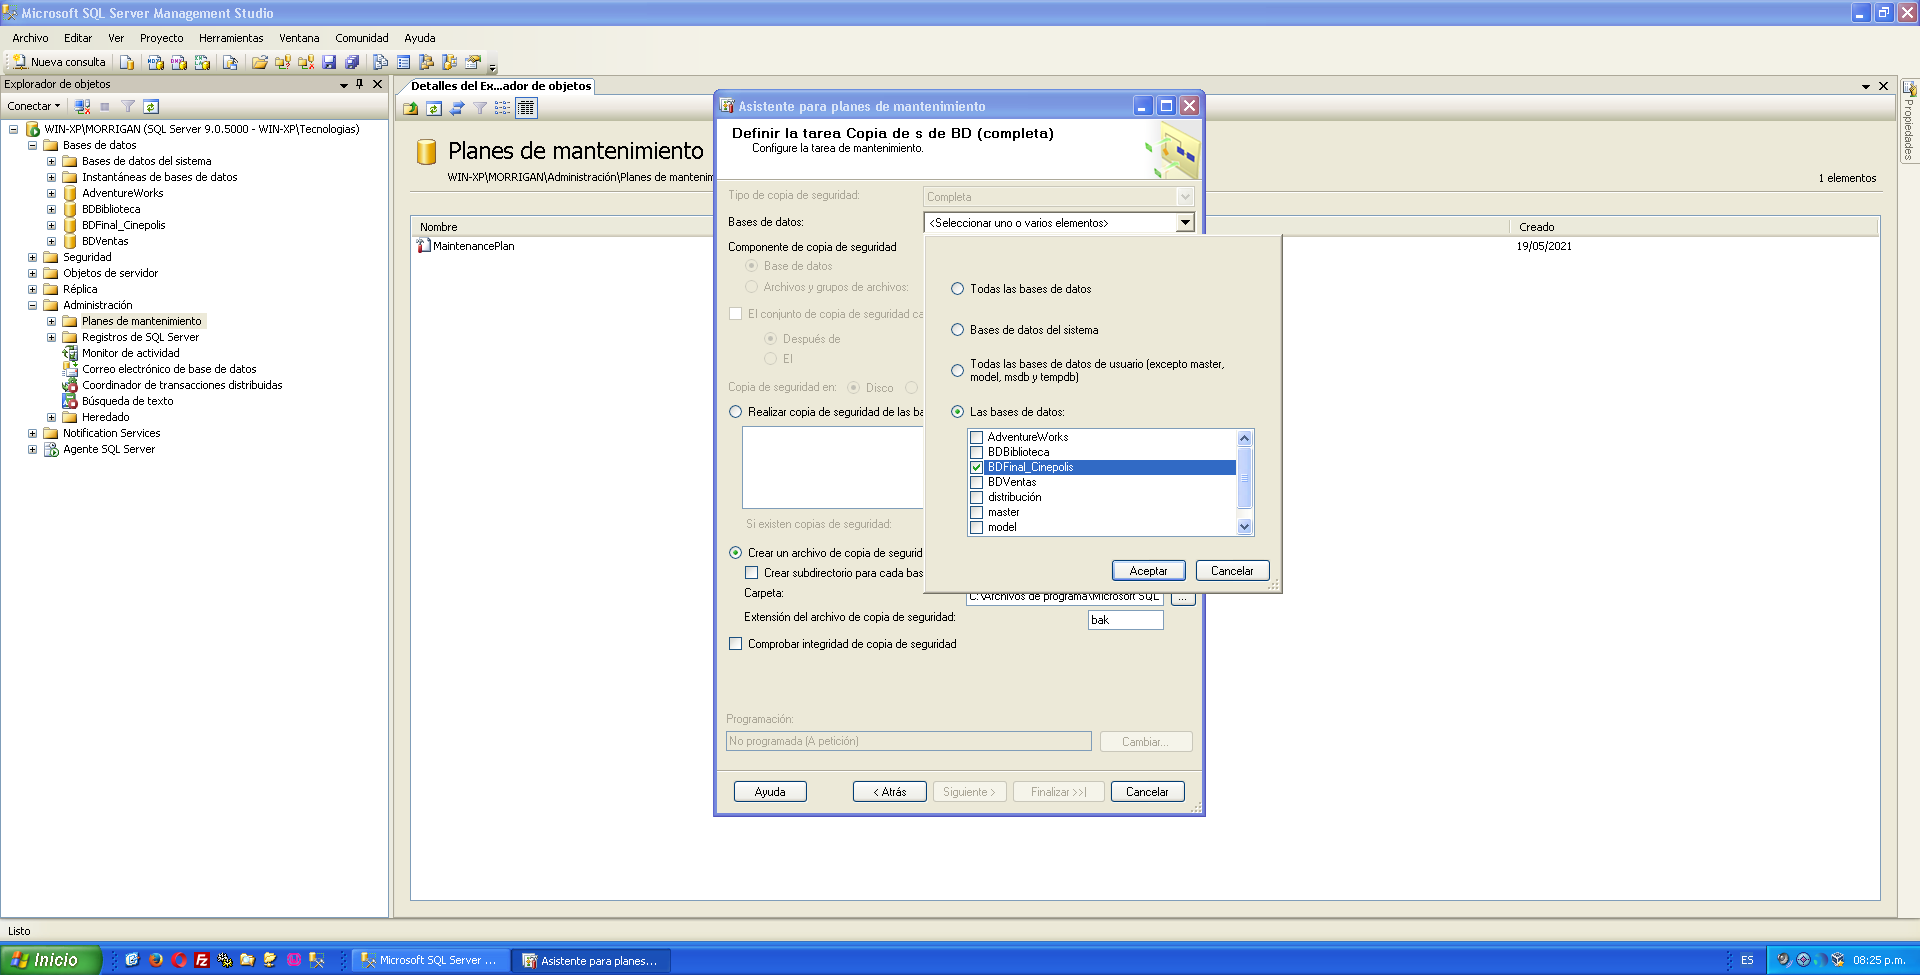 Microsoft SQL Server Management Studio
Archivo Editar Ver Proyecto Herramientas Ventana Comunidad Ayuda
Nueva consulta
Explorador de objetos
Conectar
WIN-XP\MORRIGAN (SQL Server 9.0.5000 - WIN-XP\Tecnologias)
Bases de datos
Bases de datos del sistema
Instantáneas de bases de datos
AdventureWorks
BDBiblioteca
BDFinal_Cinepolis
BDVentas
Seguridad
Objetos de servidor
Réplica
Administración
Planes de mantenimiento
Registros de SQL Server
Monitor de actividad
Correo electrónico de base de datos
Coordinador de transacciones distribuidas
Búsqueda de texto
Heredado
Notification Services
Agente SQL Server
Detalles del Ex...ador de objetos
Planes de mantenimiento
WIN-XP\MORRIGAN\Administración\Planes de mantenim
1 elementos
Nombre
Creado
MaintenancePlan
19/05/2021
Propiedades
Asistente para planes de mantenimiento
Definir la tarea Copia de s de BD (completa)
Configure la tarea de mantenimiento.
Tipo de copia de seguridad:
Completa
Bases de datos:
<Seleccionar uno o varios elementos>
Componente de copia de seguridad
Base de datos
Archivos y grupos de archivos:
El conjunto de copia de seguridad ca
Después de
El
Copia de seguridad en:
Disco
Realizar copia de seguridad de las ba
Si existen copias de seguridad:
Crear un archivo de copia de segurid
Crear subdirectorio para cada bas
Carpeta:
C:\Archivos de programa\Microsoft SQL
...
Extensión del archivo de copia de seguridad:
bak
Comprobar integridad de copia de seguridad
Todas las bases de datos
Bases de datos del sistema
Todas las bases de datos de usuario (excepto master,
model, msdb y tempdb)
Las bases de datos:
AdventureWorks
BDBiblioteca
BDFinal_Cinepolis
BDVentas
distribución
master
model
Aceptar
Cancelar
Programación:
No programada (A petición)
Cambiar...
Ayuda
< Atrás
Siguiente >
Finalizar >>|
Cancelar
Listo
Inicio
Microsoft SQL Server ...
Asistente para planes...
ES
08:25 p.m.